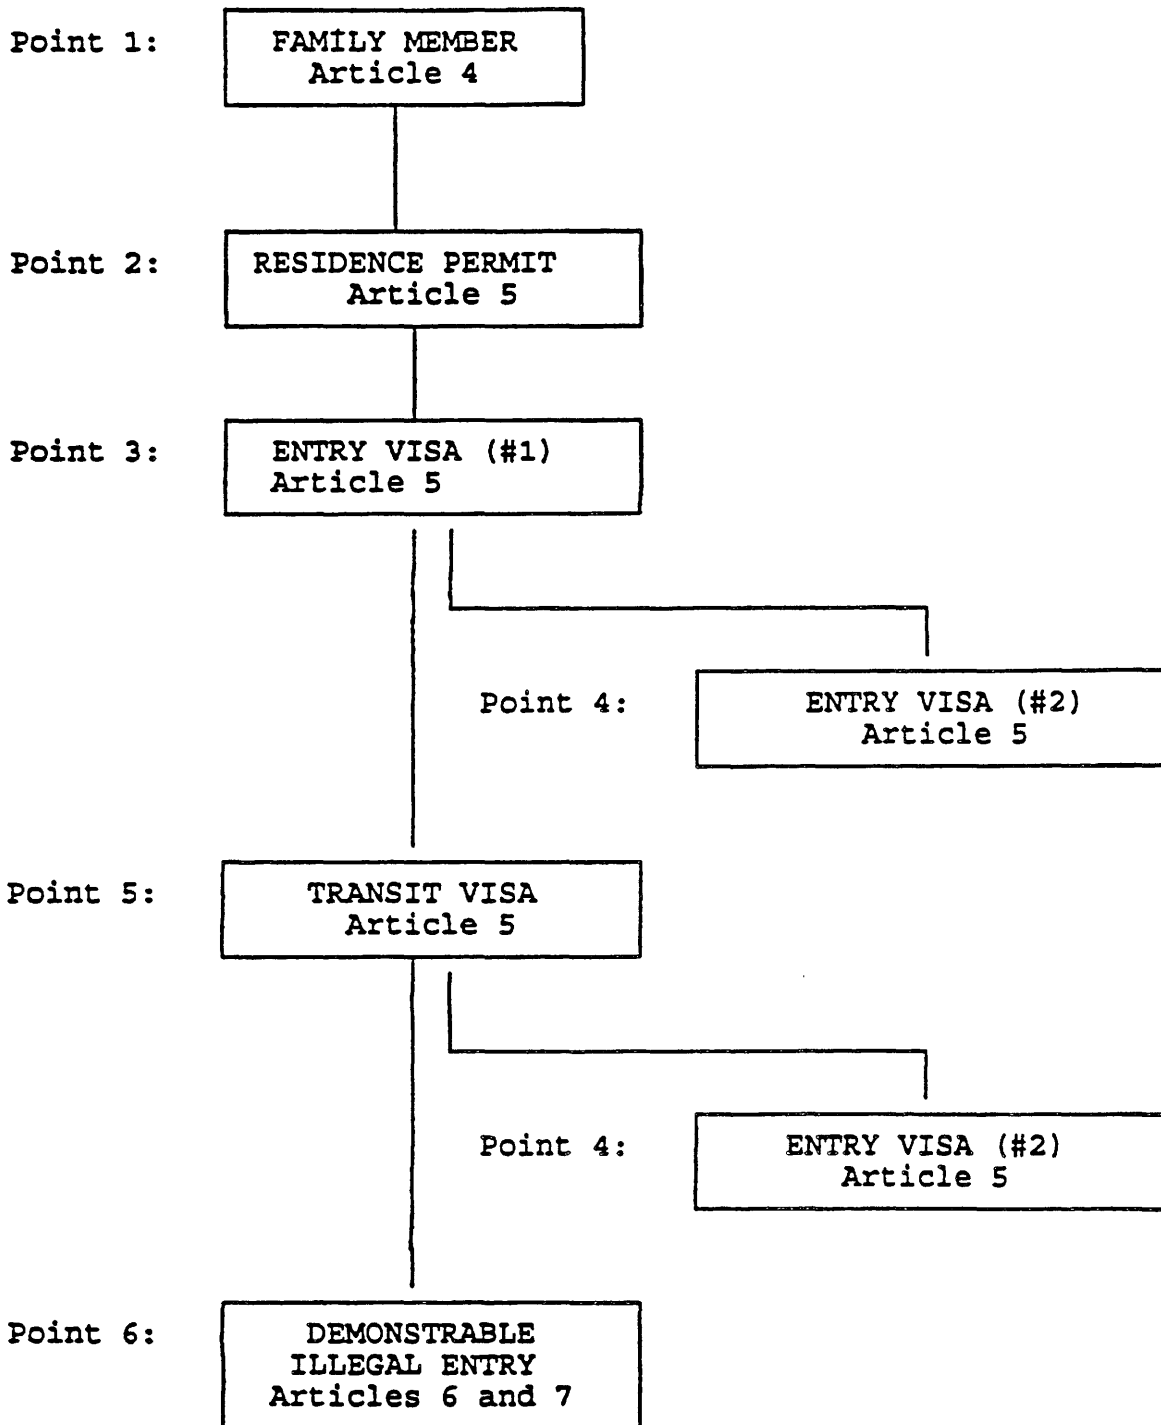 Point 1:
FAMILY MEMBER
Article 4
Point 2:
RESIDENCE PERMIT
Article 5
Point 3:
ENTRY VISA (#1)
Article 5
Point 4:
ENTRY VISA (#2)
Article 5
Point 5:
TRANSIT VISA
Article 5
Point 4:
ENTRY VISA (#2)
Article 5
Point 6:
DEMONSTRABLE
ILLEGAL ENTRY
Articles 6 and 7